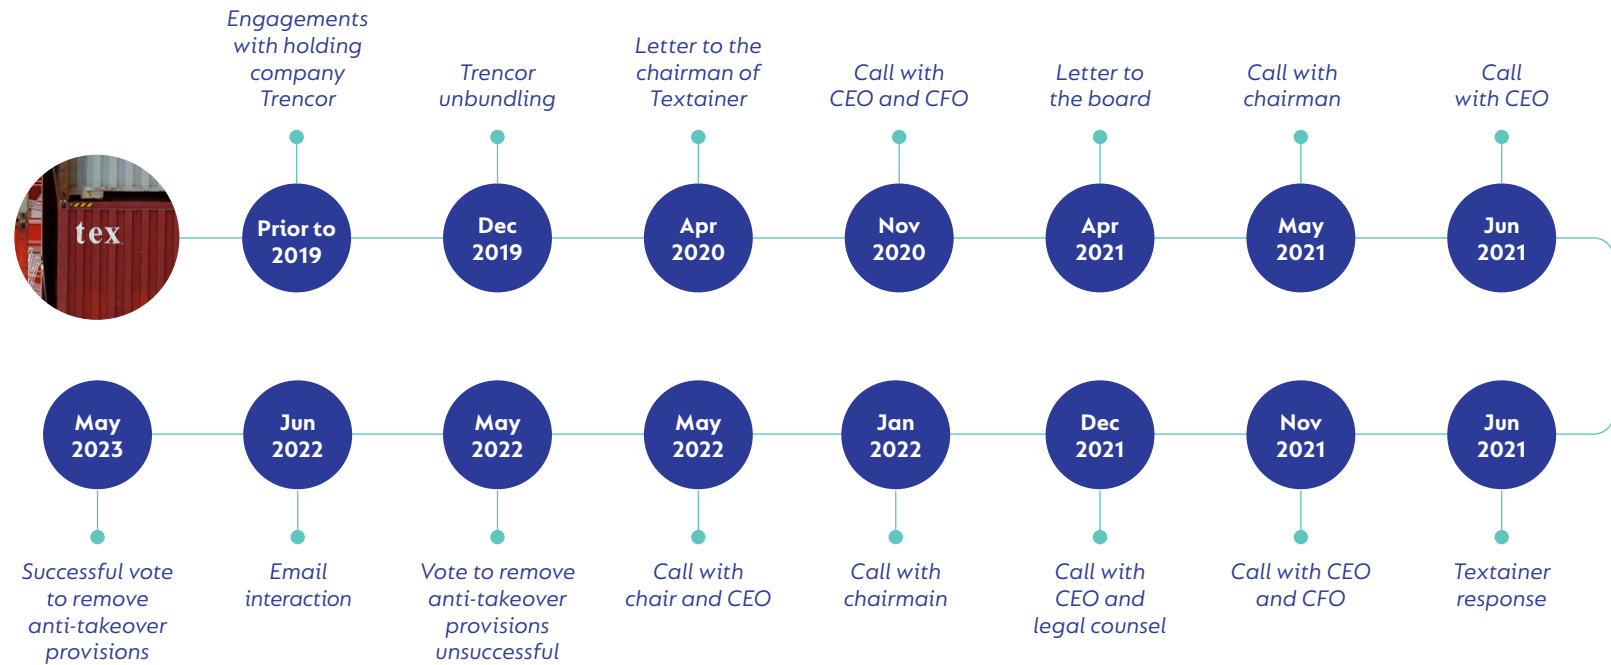 Engagements
with holding
company
Trencor
Trencor
unbundling
Letter to the
chairman of
Textainer
Call with
CEO and CFO
Letter to
the board
Call with
chairman
Call
with CEO
tex
Prior to
2019
Dec
2019
Apr
2020
Nov
2020
Apr
2021
May
2021
Jun
2021
May
2023
Jun
2022
May
2022
May
2022
Jan
2022
Dec
2021
Nov
2021
Jun
2021
Successful vote
to remove
anti-takeover
provisions
Email
interaction
Vote to remove
anti-takeover
provisions
unsuccessful
Call with
chair and CEO
Call with
chairmain
Call with
CEO and
legal counsel
Call with CEO
and CFO
Textainer
response